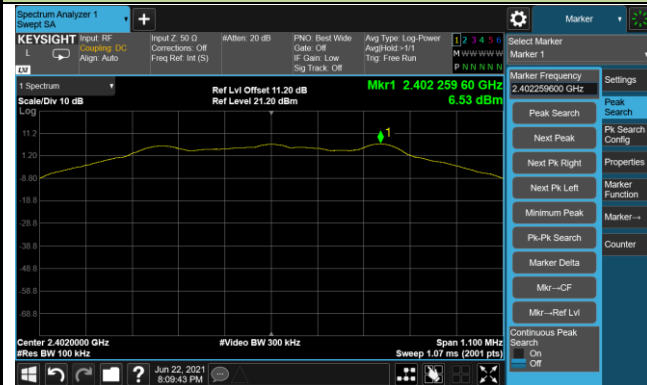 Spectrum Analyzer 1
Swept SA
+
Marker
KEYSIGHT
L
LXI
Input: RF
Coupling: DC
Align: Auto
Input Z: 50 Ω
Corrections: Off
Freq Ref: Int (S)
#Atten: 20 dB
PNO: Best Wide
Gate: Off
IF Gain: Low
Sig Track: Off
Avg Type: Log-Power
Avg|Hold:>1/1
Trig: Free Run
1 2 3 4 5 6
M W W W W W
P N N N N N
Select Marker
Marker 1
1 Spectrum
Scale/Div 10 dB
Log
Ref Lvl Offset 11.20 dB
Ref Level 21.20 dBm
Mkr1 2.402 259 60 GHz
6.53 dBm
11.2
1.20
-8.80
-18.8
-28.8
-38.8
-48.8
-58.8
-68.8
1
Center 2.4020000 GHz
#Res BW 100 kHz
#Video BW 300 kHz
Span 1.100 MHz
Sweep 1.07 ms (2001 pts)
Marker Frequency
2.402259600 GHz
Peak Search
Next Peak
Next Pk Right
Next Pk Left
Minimum Peak
Pk-Pk Search
Marker Delta
Mkr→CF
Mkr→Ref Lvl
Continuous Peak
Search
On
Off
Settings
Peak
Search
Pk Search
Config
Properties
Marker
Function
Marker→
Counter
?
Jun 22, 2021
8:09:43 PM